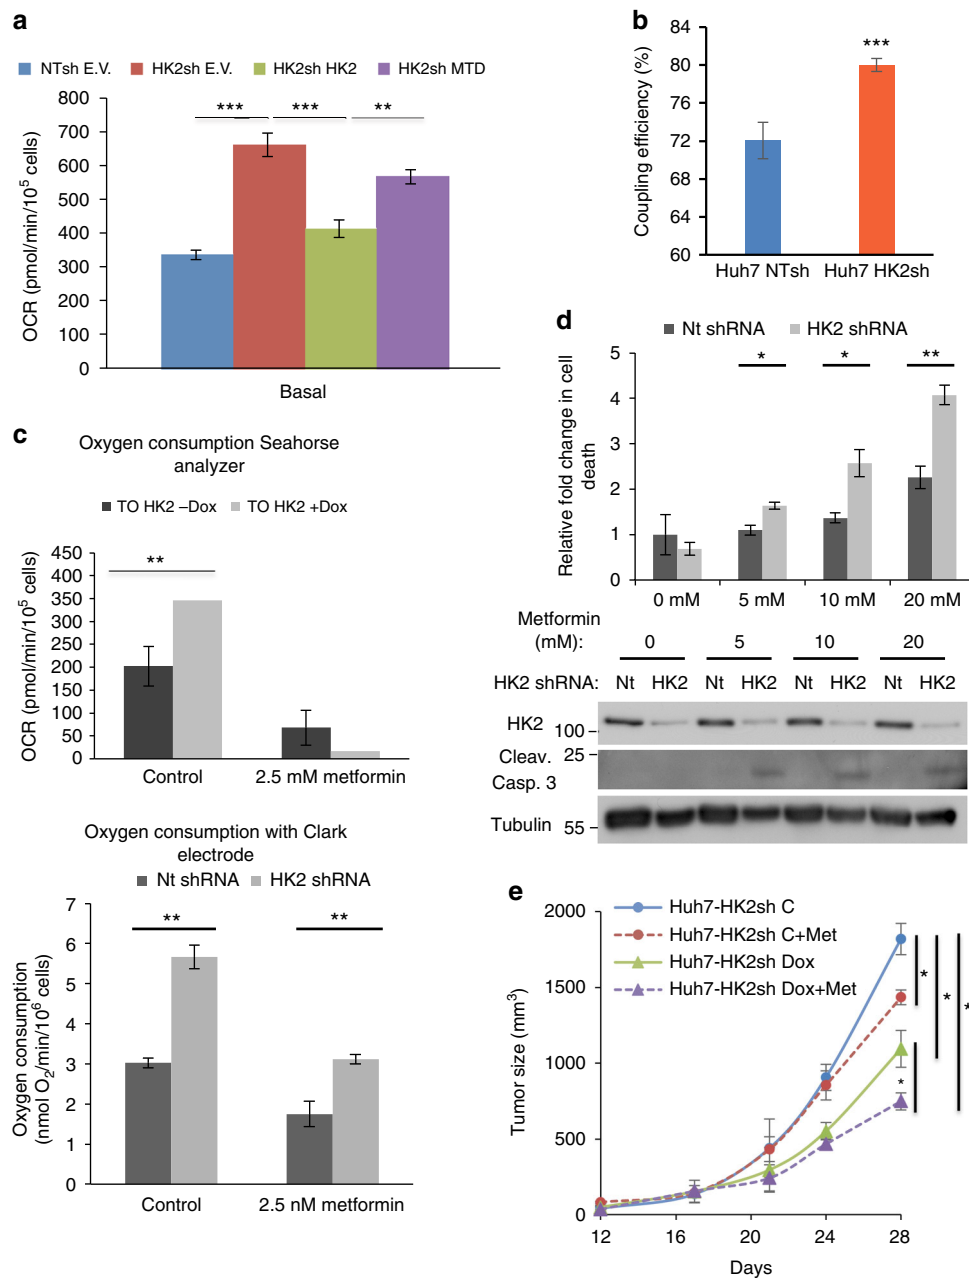 a
NTsh E.V. HK2sh E.V. HK2sh HK2 HK2sh MTD
800
700
600
500
400
300
200
100
0
OCR (pmol/min/10⁵ cells)
*** *** **
Basal
b
84
80
76
72
68
64
60
Coupling efficiency (%)
***
Huh7 NTsh Huh7 HK2sh
c
Oxygen consumption Seahorse
analyzer
TO HK2 –Dox TO HK2 +Dox
450
400
350
300
250
200
150
100
50
0
OCR (pmol/min/10⁵ cells)
**
Control 2.5 mM metformin
Oxygen consumption with Clark
electrode
Nt shRNA HK2 shRNA
7
6
5
4
3
2
1
0
Oxygen consumption
(nmol O₂/min/10⁶ cells)
** **
Control 2.5 nM metformin
d
Nt shRNA HK2 shRNA
5
4
3
2
1
0
Relative fold change in cell
death
* * **
0 mM 5 mM 10 mM 20 mM
Metformin
(mM): 0 5 10 20
HK2 shRNA: Nt HK2 Nt HK2 Nt HK2 Nt HK2
HK2 100
Cleav.
Casp. 3
25
Tubulin 55
e
Huh7-HK2sh C
Huh7-HK2sh C+Met
Huh7-HK2sh Dox
Huh7-HK2sh Dox+Met
2000
1500
1000
500
0
Tumor size (mm³)
* * * *
12 16 20 24 28
Days